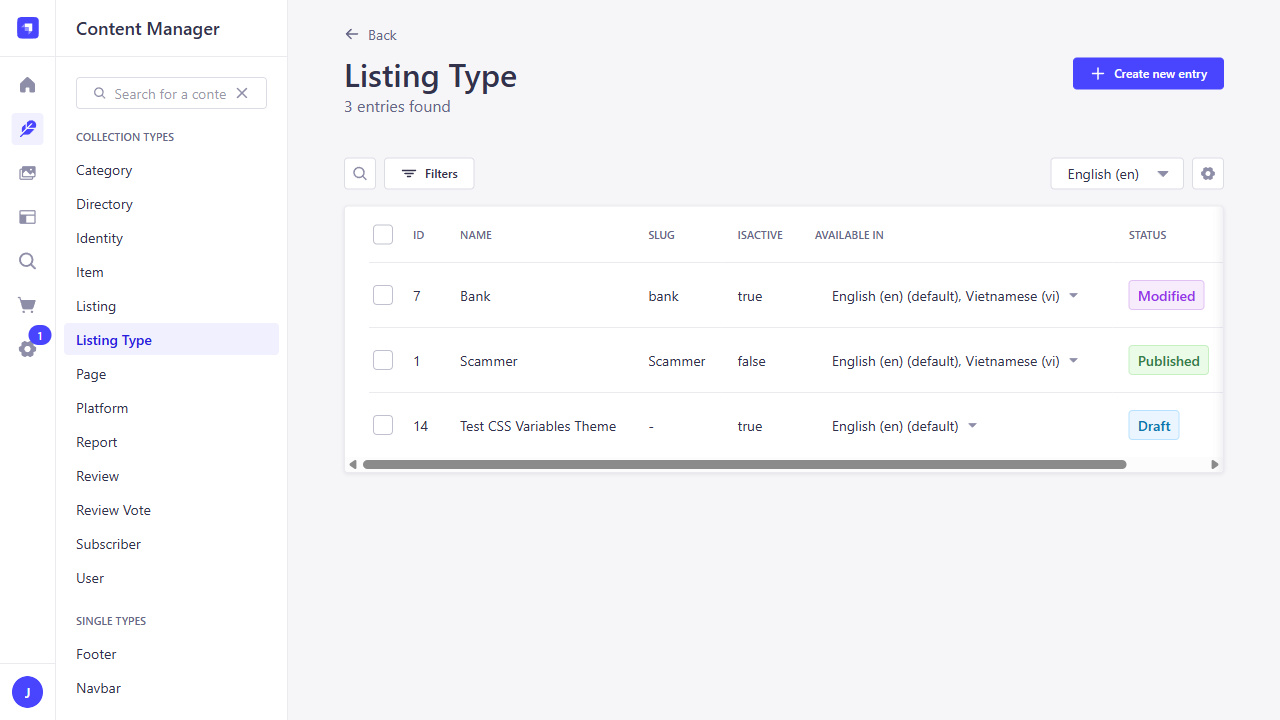 Content Manager
Search for a conte
COLLECTION TYPES
Category
Directory
Identity
Item
Listing
Listing Type
Page
Platform
Report
Review
Review Vote
Subscriber
User
SINGLE TYPES
Footer
Navbar
1
J
Back
Listing Type
3 entries found
Create new entry
Filters
English (en)
ID NAME SLUG ISACTIVE AVAILABLE IN STATUS
7 Bank bank true English (en) (default), Vietnamese (vi) Modified
1 Scammer Scammer false English (en) (default), Vietnamese (vi) Published
14 Test CSS Variables Theme - true English (en) (default) Draft